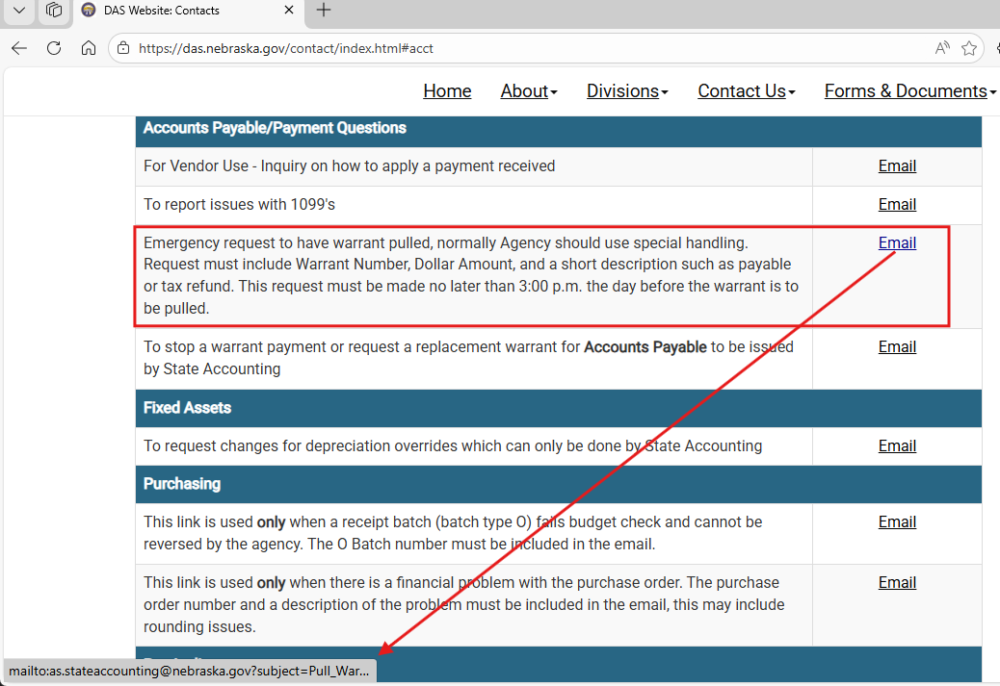 DAS Website: Contacts
https://das.nebraska.gov/contact/index.html#acct
Home About Divisions Contact Us Forms & Documents
Accounts Payable/Payment Questions
For Vendor Use - Inquiry on how to apply a payment received Email
To report issues with 1099's Email
Emergency request to have warrant pulled, normally Agency should use special handling. Email
Request must include Warrant Number, Dollar Amount, and a short description such as payable
or tax refund. This request must be made no later than 3:00 p.m. the day before the warrant is to
be pulled.
To stop a warrant payment or request a replacement warrant for Accounts Payable to be issued Email
by State Accounting
Fixed Assets
To request changes for depreciation overrides which can only be done by State Accounting Email
Purchasing
This link is used only when a receipt batch (batch type O) fails budget check and cannot be Email
reversed by the agency. The O Batch number must be included in the email.
This link is used only when there is a financial problem with the purchase order. The purchase Email
order number and a description of the problem must be included in the email, this may include
rounding issues.
mailto:as.stateaccounting@nebraska.gov?subject=Pull_War...